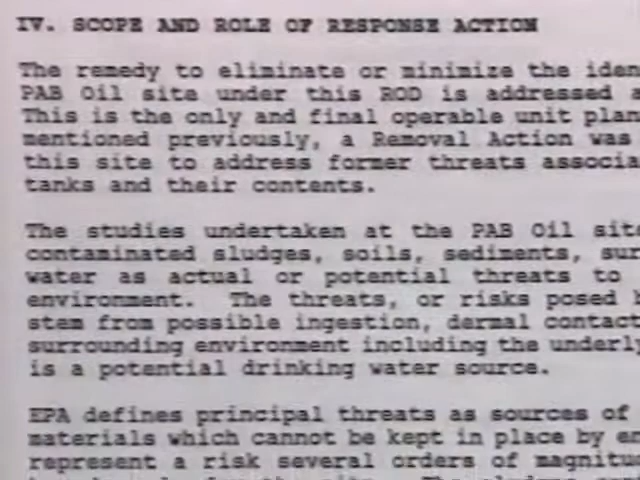 IV. SCOPE AND ROLE OF RESPONSE ACTION
The remedy to eliminate or minimize the iden
PAB Oil site under this ROD is addressed a
This is the only and final operable unit plan
mentioned previously, a Removal Action was
this site to address former threats associa
tanks and their contents.
The studies undertaken at the PAB Oil site
contaminated sludges, soils, sediments, sur
water as actual or potential threats to
environment. The threats, or risks posed b
stem from possible ingestion, dermal contact
surrounding environment including the underly
is a potential drinking water source.
EPA defines principal threats as sources of
materials which cannot be kept in place by en
represent a risk several orders of magnitud